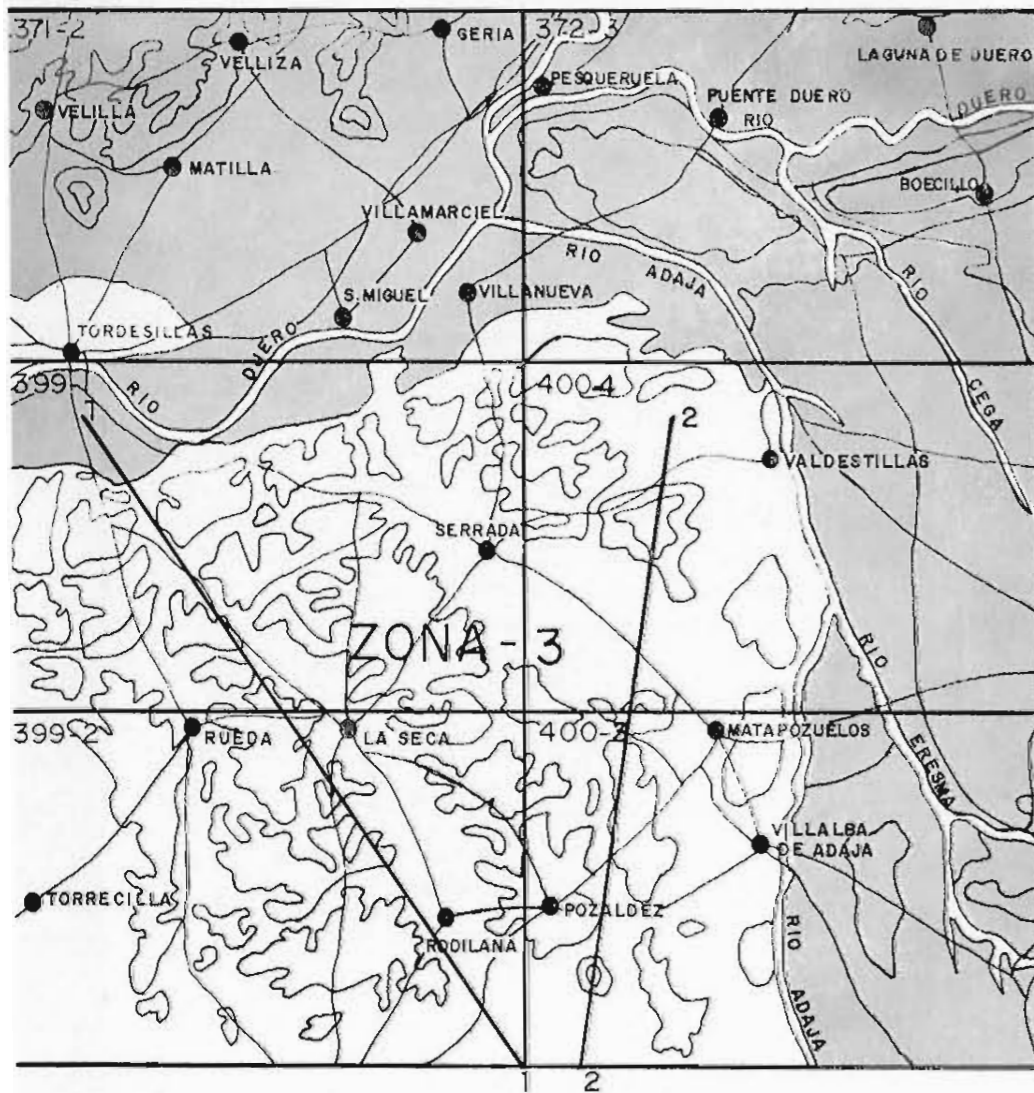 371-2
VELLIZA
GERIA
372-3
LAGUNA DE DUERO
VELILLA
PESQUERUELA
PUENTE DUERO
RIO
DUERO
MATILLA
BOECILLO
VILLAMARCIEL
RIO
ADAJA
RIO
CEGA
S. MIGUEL
VILLANUEVA
TORDESILLAS
DUERO
RIO
399-
1
400-4
2
VALDESTILLAS
SERRADA
ZONA-3
RIO
ERESMA
399-2
RUEDA
LA SECA
400-3
MATAPOZUELOS
VILLALBA
DE ADAJA
TORRECILLA
RODILANA
POZALDEZ
RIO
ADAJA
1
2